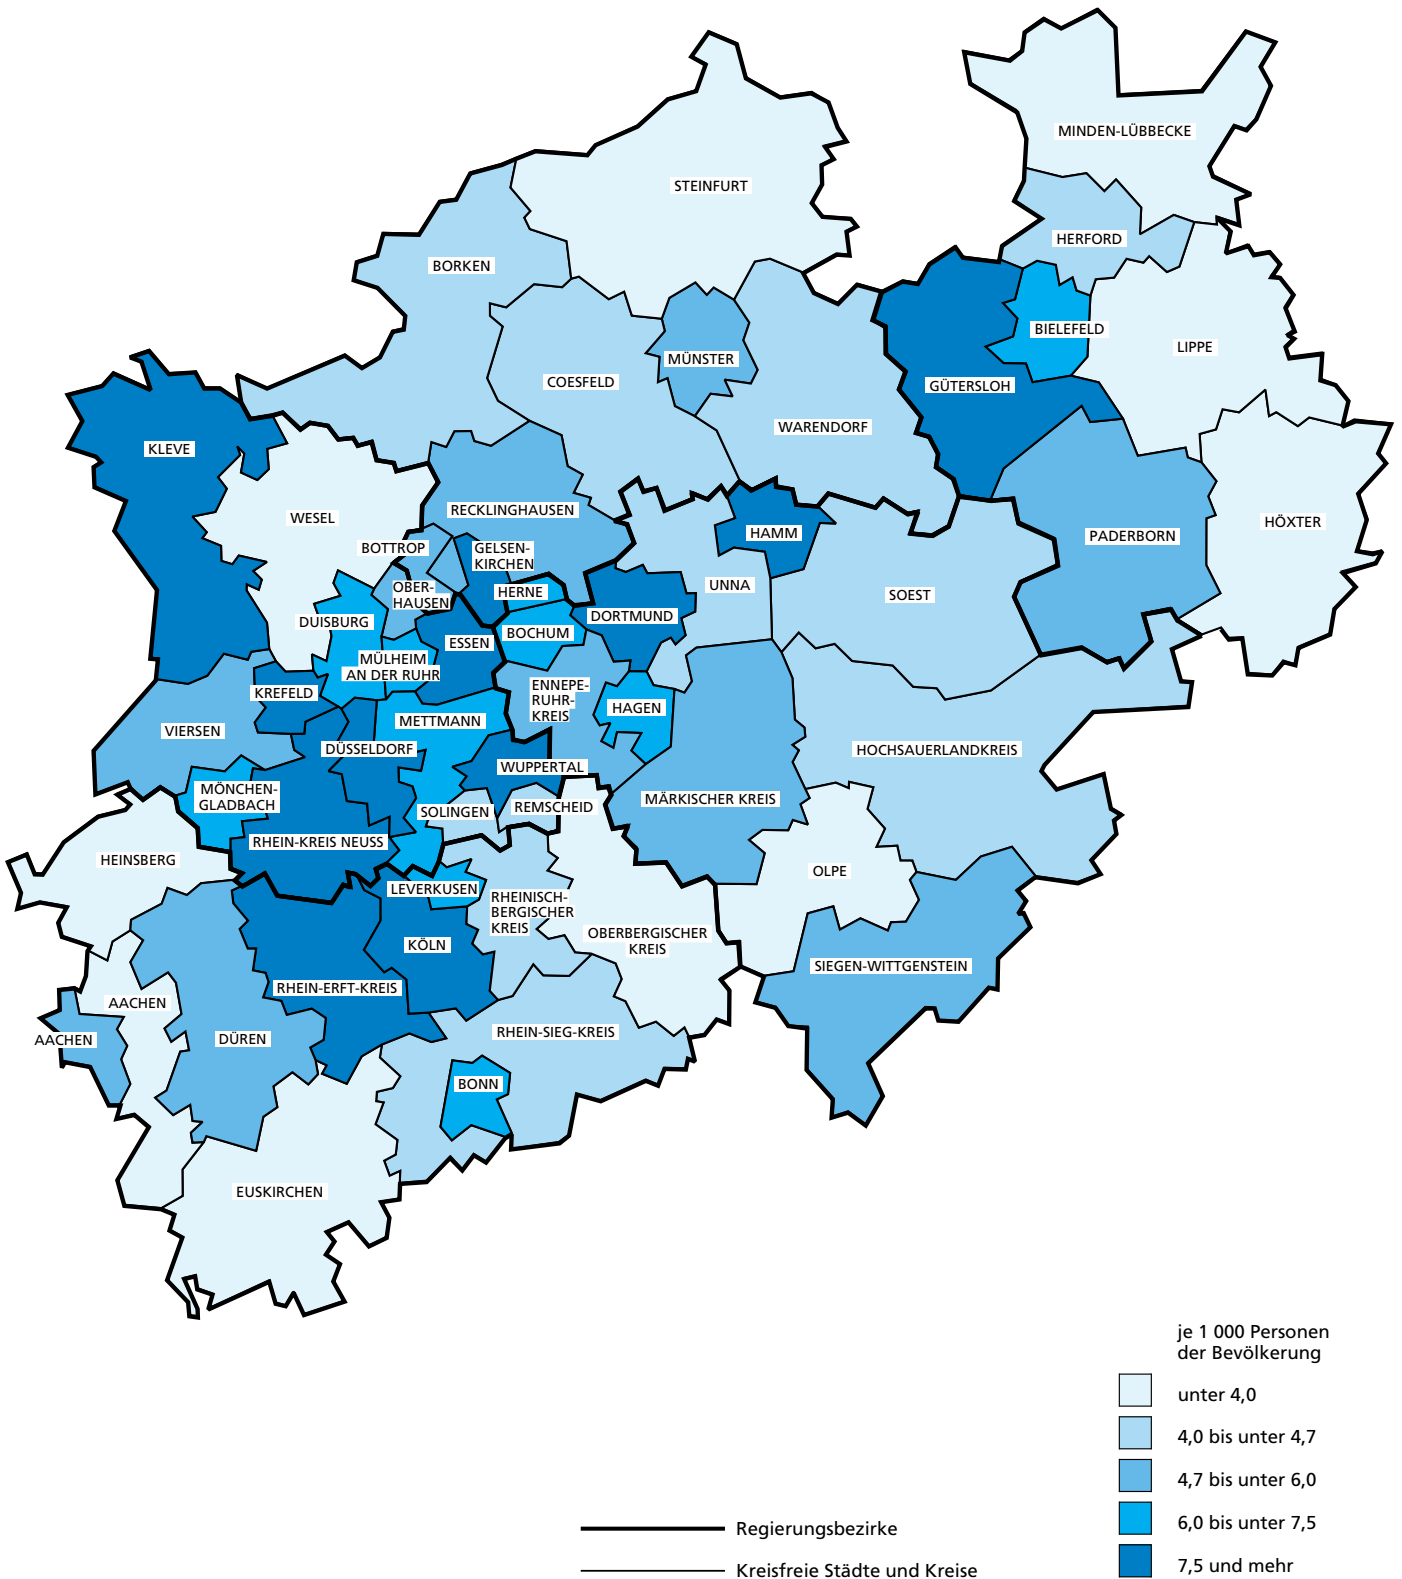 MINDEN-LÜBBECKE
STEINFURT
HERFORD
BORKEN
BIELEFELD
LIPPE
MÜNSTER
COESFELD
GÜTERSLOH
WARENDORF
KLEVE
RECKLINGHAUSEN
WESEL
HÖXTER
HAMM
PADERBORN
BOTTROP
GELSEN-
KIRCHEN
UNNA
OBER-
HAUSEN
HERNE
SOEST
DORTMUND
DUISBURG
BOCHUM
ESSEN
MÜLHEIM
AN DER RUHR
KREFELD
ENNEPE-
RUHR-
KREIS
HAGEN
METTMANN
VIERSEN
DÜSSELDORF
HOCHSAUERLANDKREIS
WUPPERTAL
MÖNCHEN-
GLADBACH
MÄRKISCHER KREIS
REMSCHEID
SOLINGEN
RHEIN-KREIS NEUSS
HEINSBERG
OLPE
LEVERKUSEN
RHEINISCH-
BERGISCHER
KREIS
OBERBERGISCHER
KREIS
KÖLN
SIEGEN-WITTGENSTEIN
RHEIN-ERFT-KREIS
AACHEN
RHEIN-SIEG-KREIS
AACHEN
DÜREN
BONN
EUSKIRCHEN
je 1 000 Personen
der Bevölkerung
unter 4,0
4,0 bis unter 4,7
4,7 bis unter 6,0
6,0 bis unter 7,5
7,5 und mehr
Regierungsbezirke
Kreisfreie Städte und Kreise